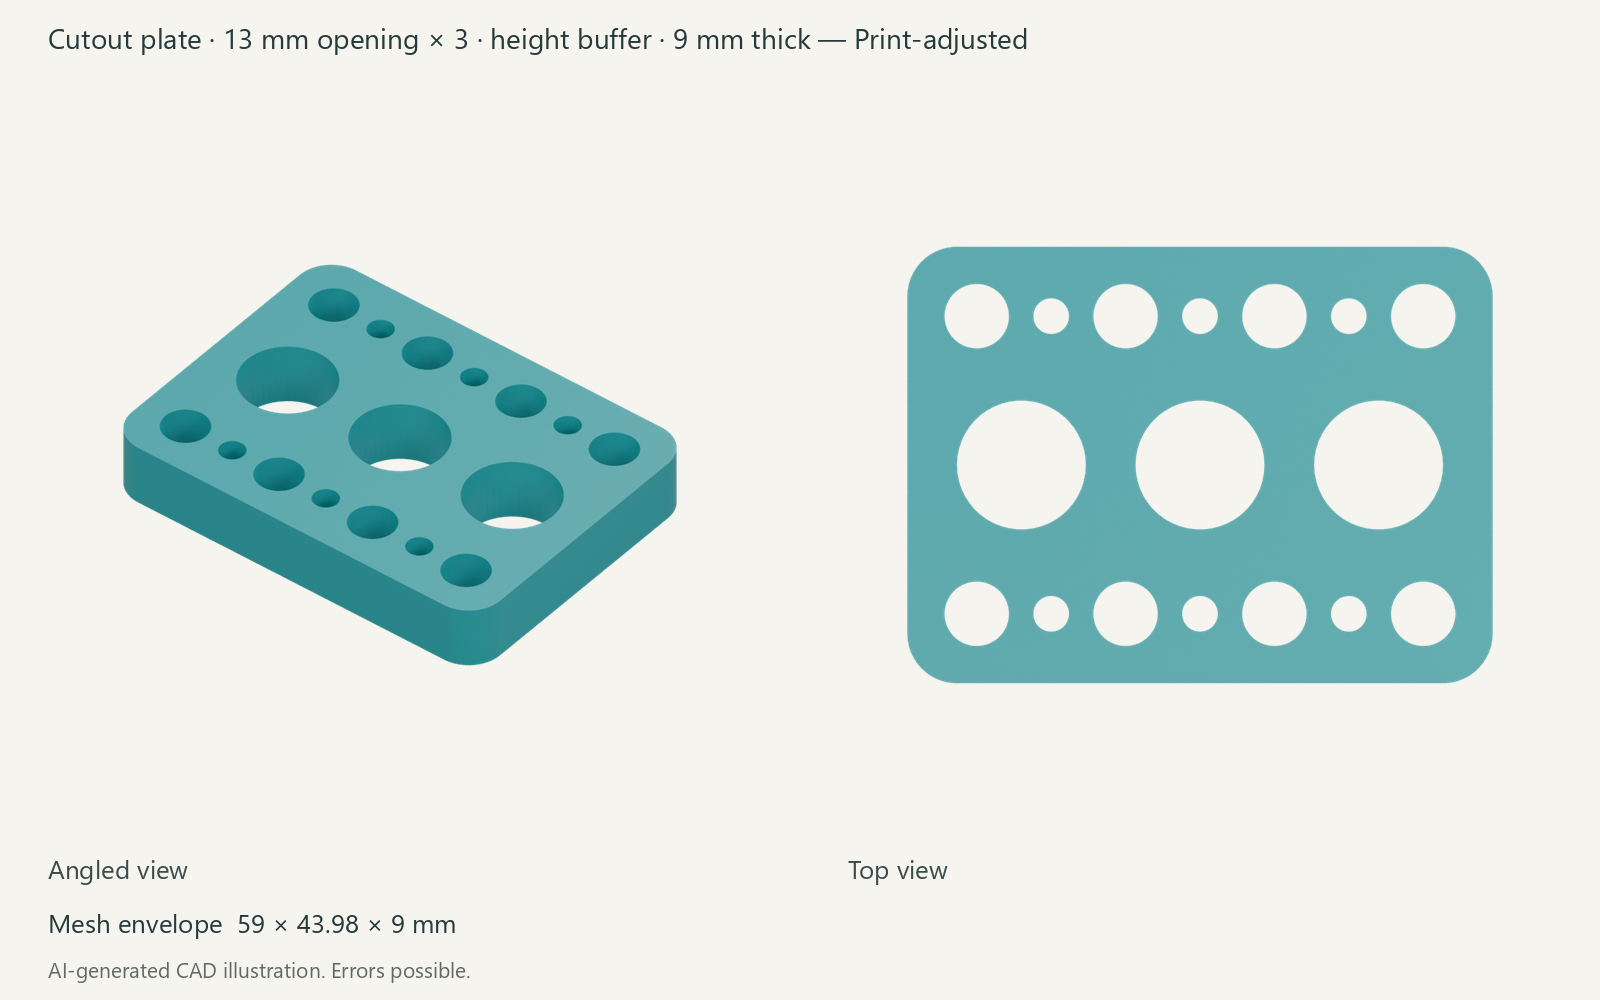 Cutout plate · 13 mm opening × 3 · height buffer · 9 mm thick — Print-adjusted
Angled view
Top view
Mesh envelope  59 × 43.98 × 9 mm
AI-generated CAD illustration. Errors possible.